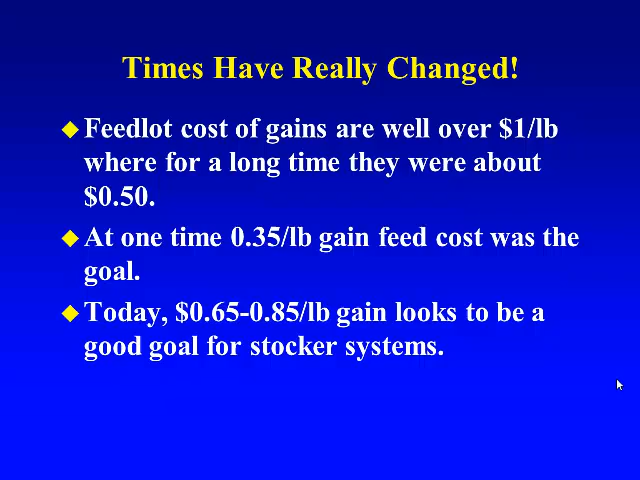 Times Have Really Changed!
Feedlot cost of gains are well over $1/lb
where for a long time they were about
$0.50.
At one time 0.35/lb gain feed cost was the
goal.
Today, $0.65-0.85/lb gain looks to be a
good goal for stocker systems.